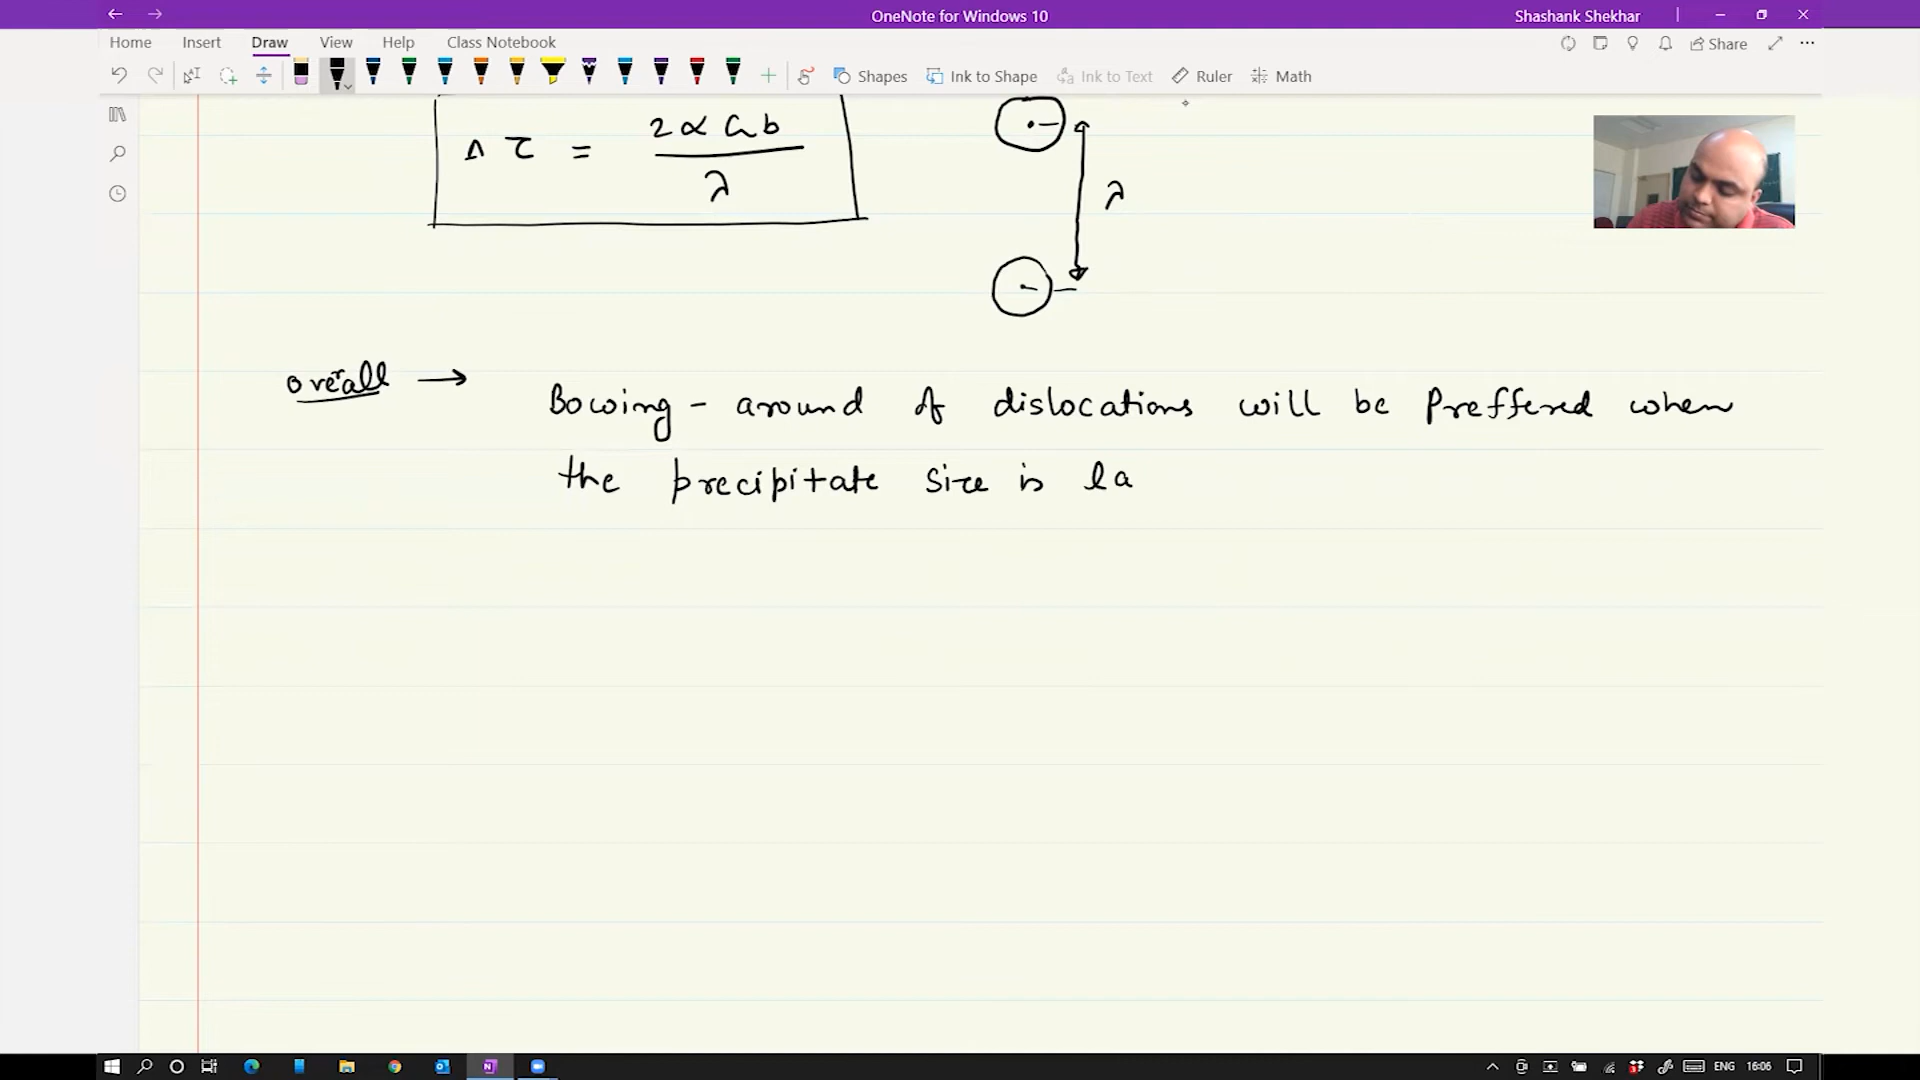 OneNote for Windows 10
Shashank Shekhar
Home Insert Draw View Help Class Notebook
Share
Shapes Ink to Shape Ink to Text Ruler Math
Δτ = 2αGb / λ
λ
overall → Bowing - around of dislocations will be Preffered when
the precipitate size is la
ENG 16:06